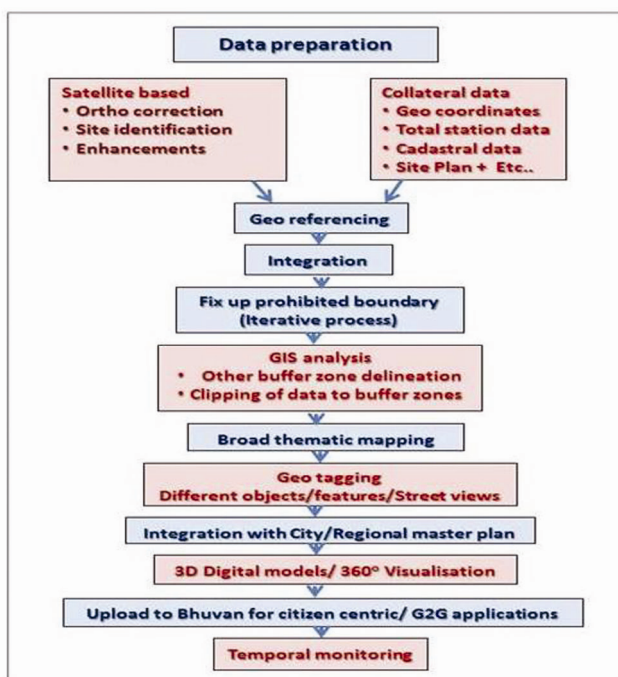 Data preparation
Satellite based
• Ortho correction
• Site identification
• Enhancements
Collateral data
• Geo coordinates
• Total station data
• Cadastral data
• Site Plan + Etc..
Geo referencing
Integration
Fix up prohibited boundary
(Iterative process)
GIS analysis
• Other buffer zone delineation
• Clipping of data to buffer zones
Broad thematic mapping
Geo tagging
Different objects/features/Street views
Integration with City/Regional master plan
3D Digital models/ 360° Visualisation
Upload to Bhuvan for citizen centric/ G2G applications
Temporal monitoring